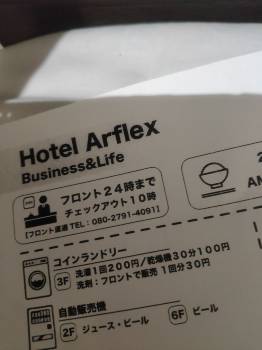 Hotel Arflex
Business&Life
フロント24時まで
チェックアウト10時
【フロント直通 TEL：080-2791-4091】
2
AM
コインランドリー
3F 洗濯1回200円/乾燥機30分100円
洗剤：フロントで販売 1回分30円
自動販売機
2F ジュース・ビール 6F ビール